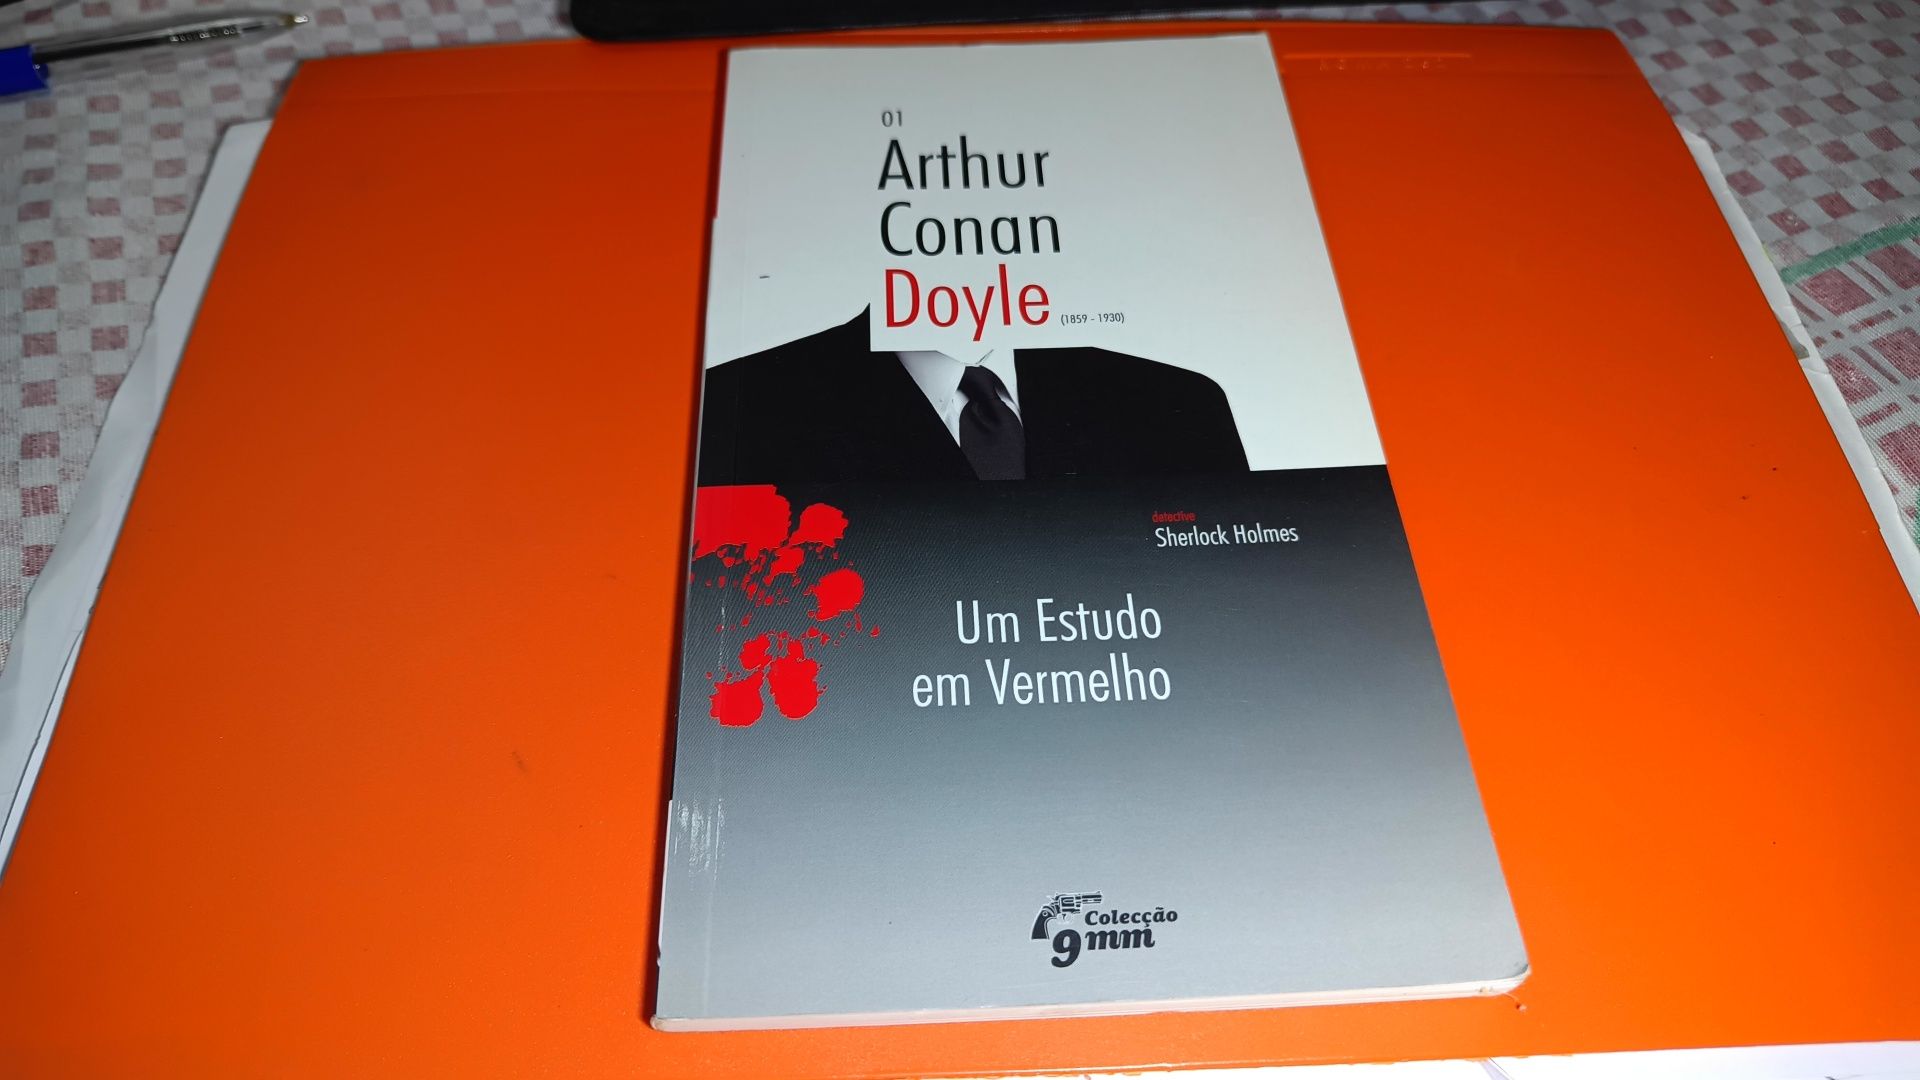 01
Arthur
Conan
Doyle (1859 - 1930)
detective
Sherlock Holmes
Um Estudo
em Vermelho
Colecção
9mm